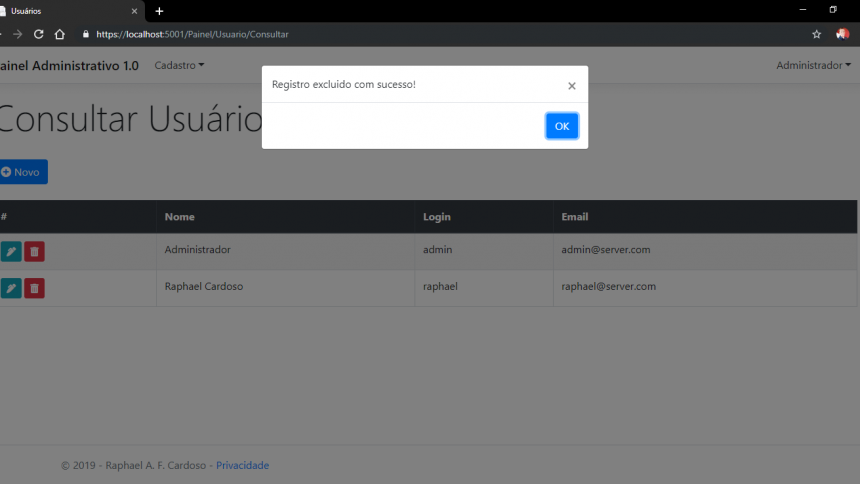 Usuários
https://localhost:5001/Painel/Usuario/Consultar
ainel Administrativo 1.0 Cadastro Administrador
Registro excluido com sucesso! ×
OK
Consultar Usuário
Novo
# Nome Login Email
Administrador admin admin@server.com
Raphael Cardoso raphael raphael@server.com
© 2019 - Raphael A. F. Cardoso - Privacidade